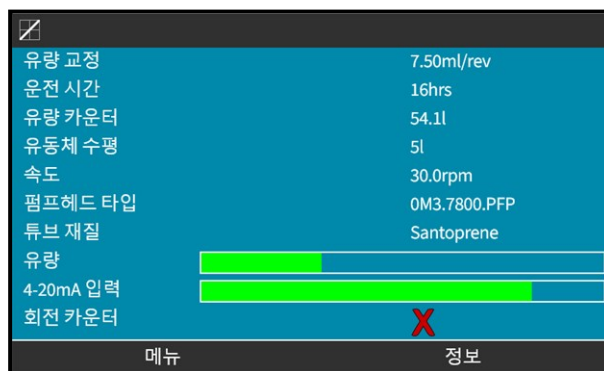 유량 교정 7.50ml/rev
운전 시간 16hrs
유량 카운터 54.1l
유동체 수평 5l
속도 30.0rpm
펌프헤드 타입 0M3.7800.PFP
튜브 재질 Santoprene
유량
4-20mA 입력
회전 카운터
메뉴 정보